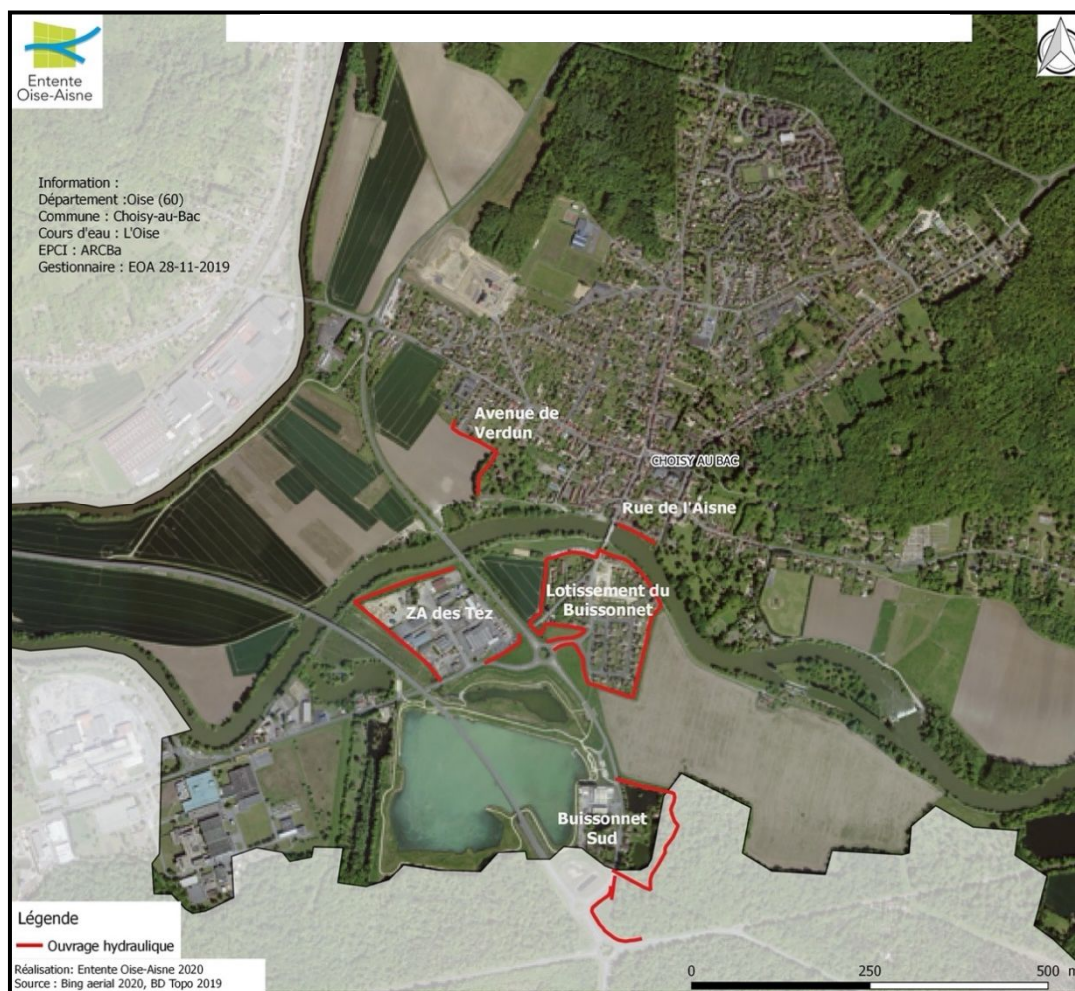 Entente
Oise-Aisne
Information :
Département :Oise (60)
Commune : Choisy-au-Bac
Cours d'eau : L'Oise
EPCI : ARCBa
Gestionnaire : EOA 28-11-2019
Avenue de
Verdun
CHOISY AU BAC
Rue de l'Aisne
Lotissement du
Buissonnet
ZA des Tez
Buissonnet
Sud
Légende
Ouvrage hydraulique
Réalisation: Entente Oise-Aisne 2020
Source : Bing aerial 2020, BD Topo 2019
0 250 500 m